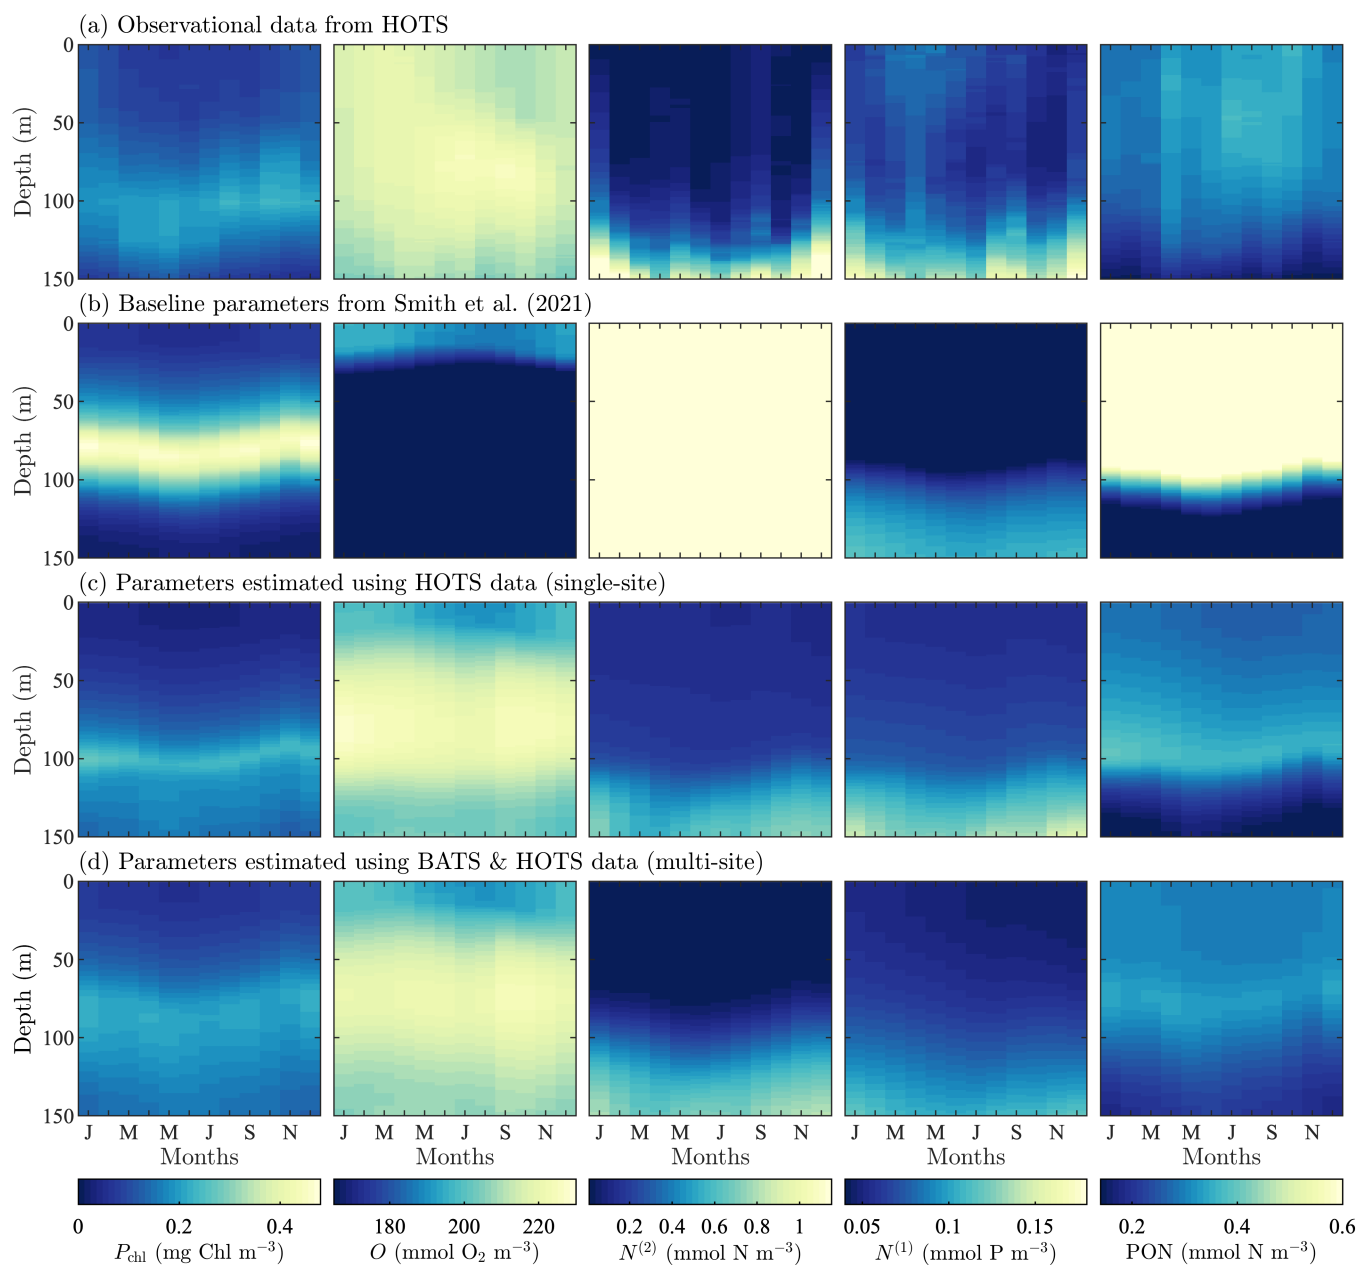 (a) Observational data from HOTS
0
50
100
150
Depth (m)
(b) Baseline parameters from Smith et al. (2021)
0
50
100
150
Depth (m)
(c) Parameters estimated using HOTS data (single-site)
0
50
100
150
Depth (m)
(d) Parameters estimated using BATS & HOTS data (multi-site)
0
50
100
150
Depth (m)
J M M J S N
J M M J S N
J M M J S N
J M M J S N
J M M J S N
Months
Months
Months
Months
Months
0 0.2 0.4
180 200 220
0.2 0.4 0.6 0.8 1
0.05 0.1 0.15
0.2 0.4 0.6
P_chl (mg Chl m⁻³)
O (mmol O₂ m⁻³)
N⁽²⁾ (mmol N m⁻³)
N⁽¹⁾ (mmol P m⁻³)
PON (mmol N m⁻³)